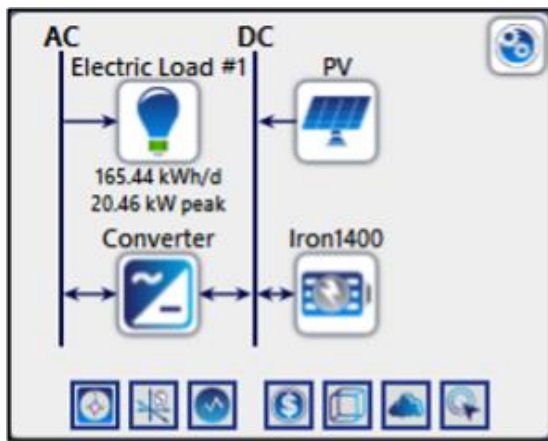 AC DC
Electric Load #1 PV
165.44 kWh/d
20.46 kW peak
Converter Iron1400